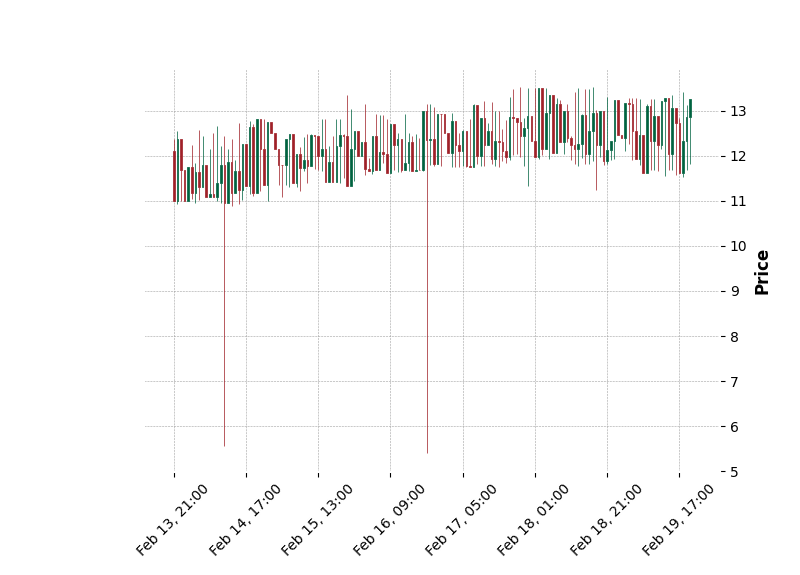 13
12
11
10
9
8
7
6
5
Price
Feb 13, 21:00
Feb 14, 17:00
Feb 15, 13:00
Feb 16, 09:00
Feb 17, 05:00
Feb 18, 01:00
Feb 18, 21:00
Feb 19, 17:00